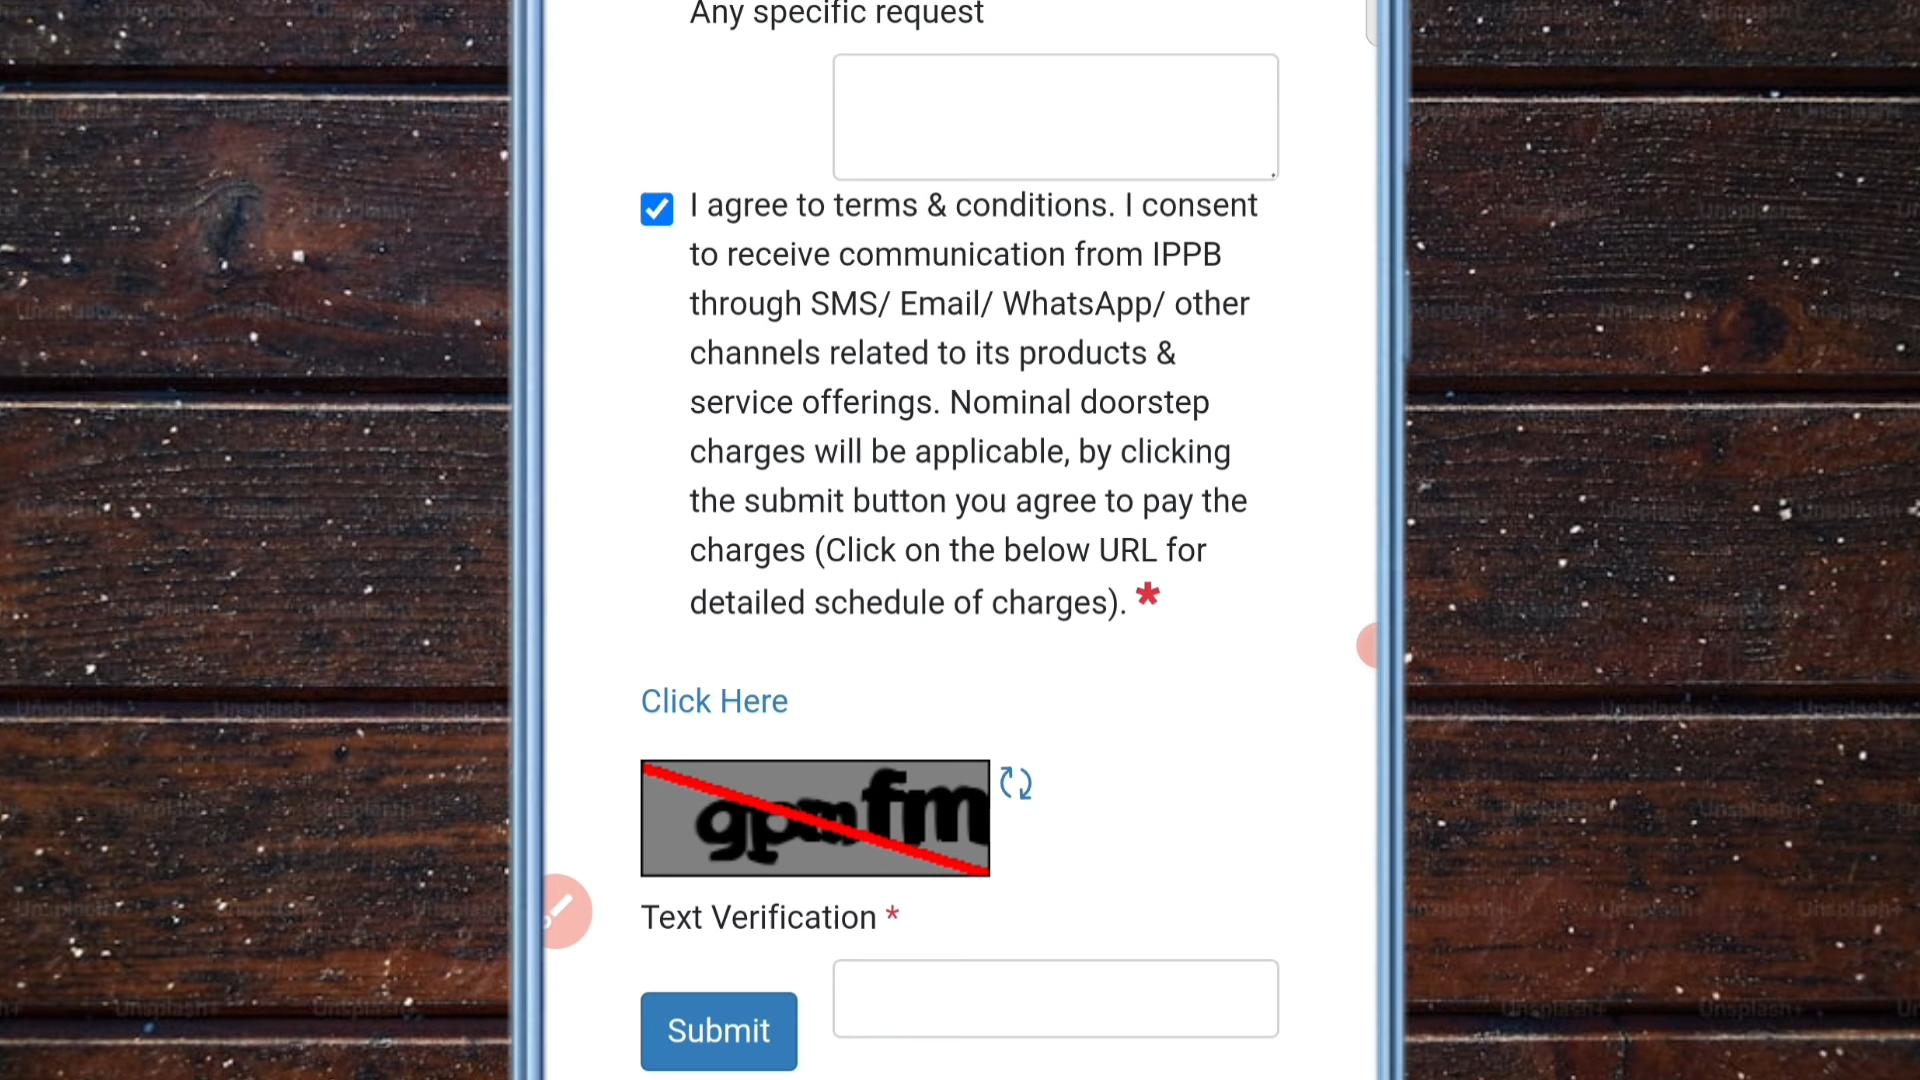 Any specific request
I agree to terms & conditions. I consent
to receive communication from IPPB
through SMS/ Email/ WhatsApp/ other
channels related to its products &
service offerings. Nominal doorstep
charges will be applicable, by clicking
the submit button you agree to pay the
charges (Click on the below URL for
detailed schedule of charges). *
Click Here
Text Verification *
Submit